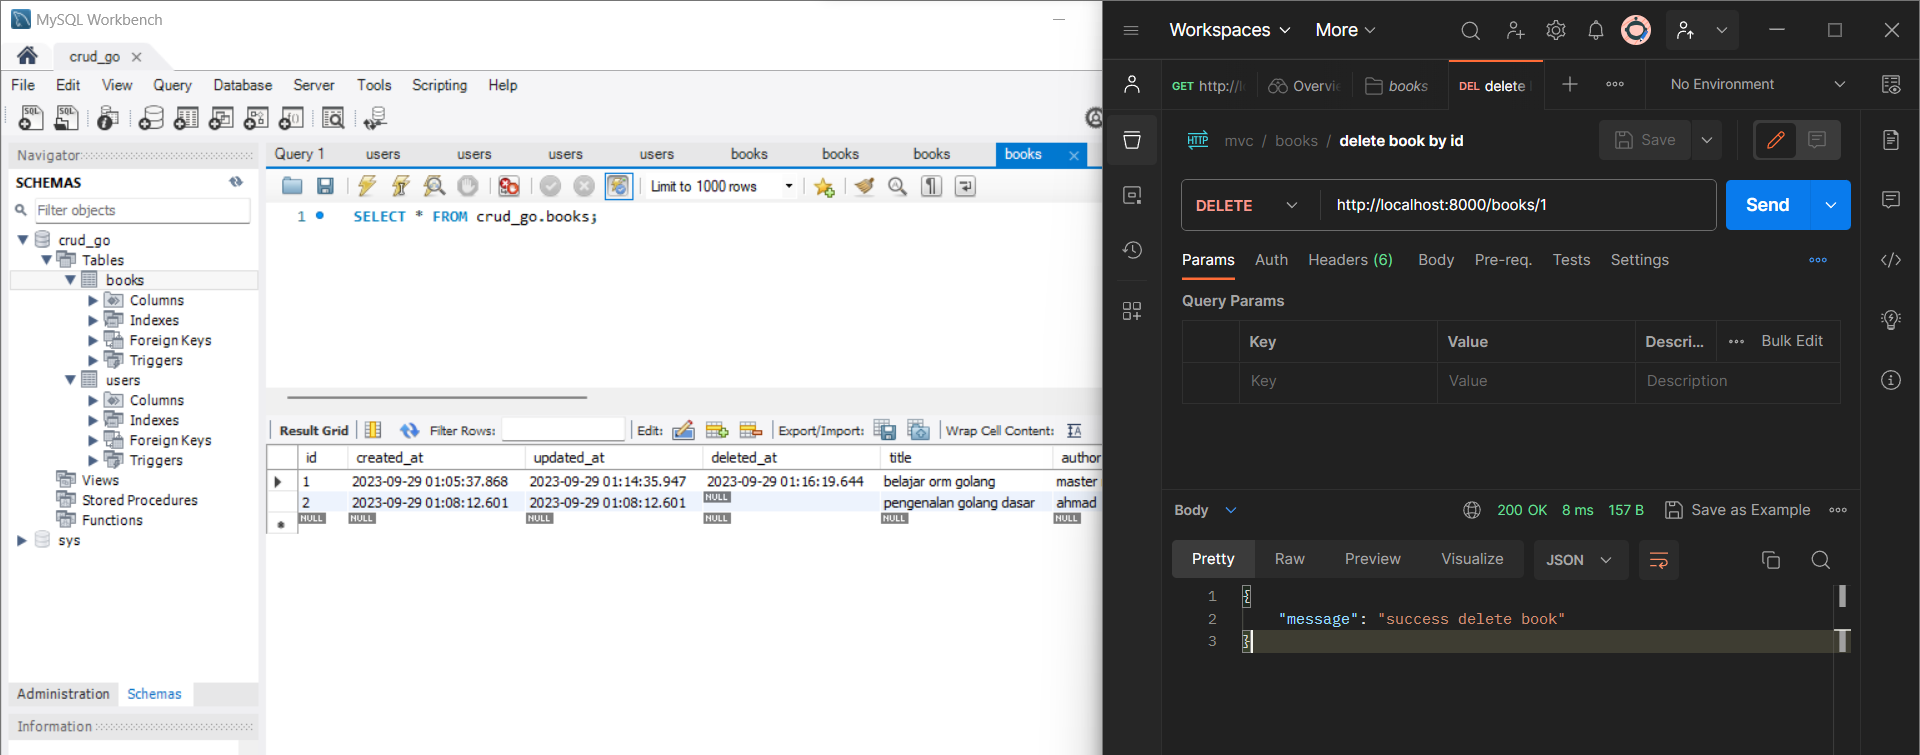 MySQL Workbench
crud_go
File Edit View Query Database Server Tools Scripting Help
Navigator
SCHEMAS
Filter objects
crud_go
Tables
books
Columns
Indexes
Foreign Keys
Triggers
users
Columns
Indexes
Foreign Keys
Triggers
Views
Stored Procedures
Functions
sys
Administration Schemas
Information
Query 1 users users users users books books books books
Limit to 1000 rows
1 SELECT * FROM crud_go.books;
Result Grid Filter Rows: Edit: Export/Import: Wrap Cell Content:
id created_at updated_at deleted_at title author
1 2023-09-29 01:05:37.868 2023-09-29 01:14:35.947 2023-09-29 01:16:19.644 belajar orm golang master
2 2023-09-29 01:08:12.601 2023-09-29 01:08:12.601 NULL pengenalan golang dasar ahmad
NULL NULL NULL NULL NULL NULL
Workspaces More
GET http://l Overvie books DEL delete No Environment
HTTP mvc / books / delete book by id Save
DELETE http://localhost:8000/books/1 Send
Params Auth Headers (6) Body Pre-req. Tests Settings
Query Params
Key Value Descri... Bulk Edit
Key Value Description
Body 200 OK 8 ms 157 B Save as Example
Pretty Raw Preview Visualize JSON
1 {
2 "message": "success delete book"
3 }